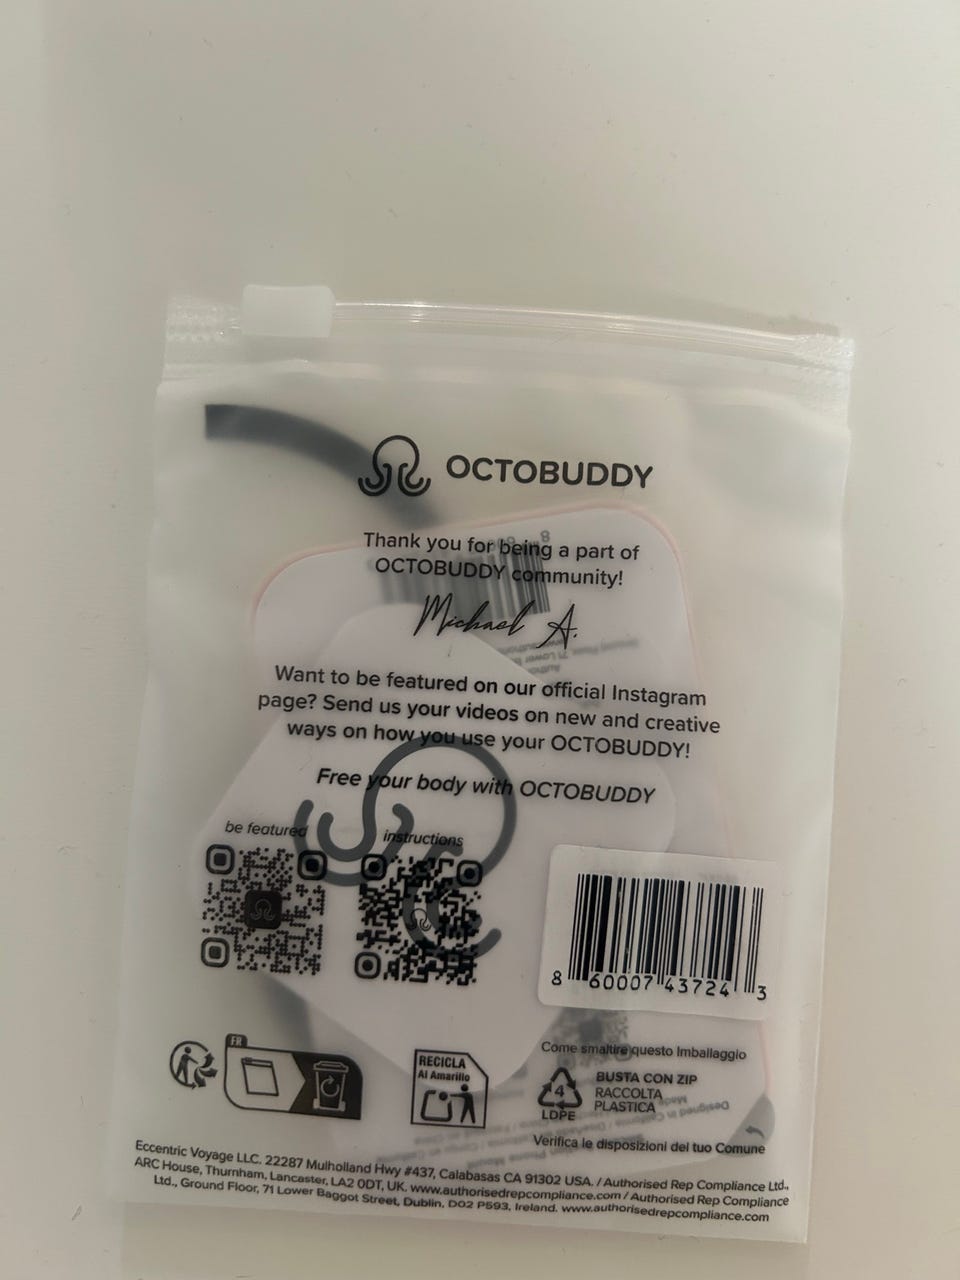 OCTOBUDDY
Thank you for being a part of
OCTOBUDDY community!
Michael A.
Want to be featured on our official Instagram
page? Send us your videos on new and creative
ways on how you use your OCTOBUDDY!
Free your body with OCTOBUDDY
be featured
instructions
8 60007 43724 3
FR
RECICLA
Al Amarillo
Come smaltire questo Imballaggio
4
LDPE
BUSTA CON ZIP
RACCOLTA
PLASTICA
Verifica le disposizioni del tuo Comune
Eccentric Voyage LLC. 22287 Mulholland Hwy #437, Calabasas CA 91302 USA. / Authorised Rep Compliance Ltd.,
ARC House, Thurnham, Lancaster, LA2 0DT, UK. www.authorisedrepcompliance.com / Authorised Rep Compliance
Ltd., Ground Floor, 71 Lower Baggot Street, Dublin, D02 P593, Ireland. www.authorisedrepcompliance.com